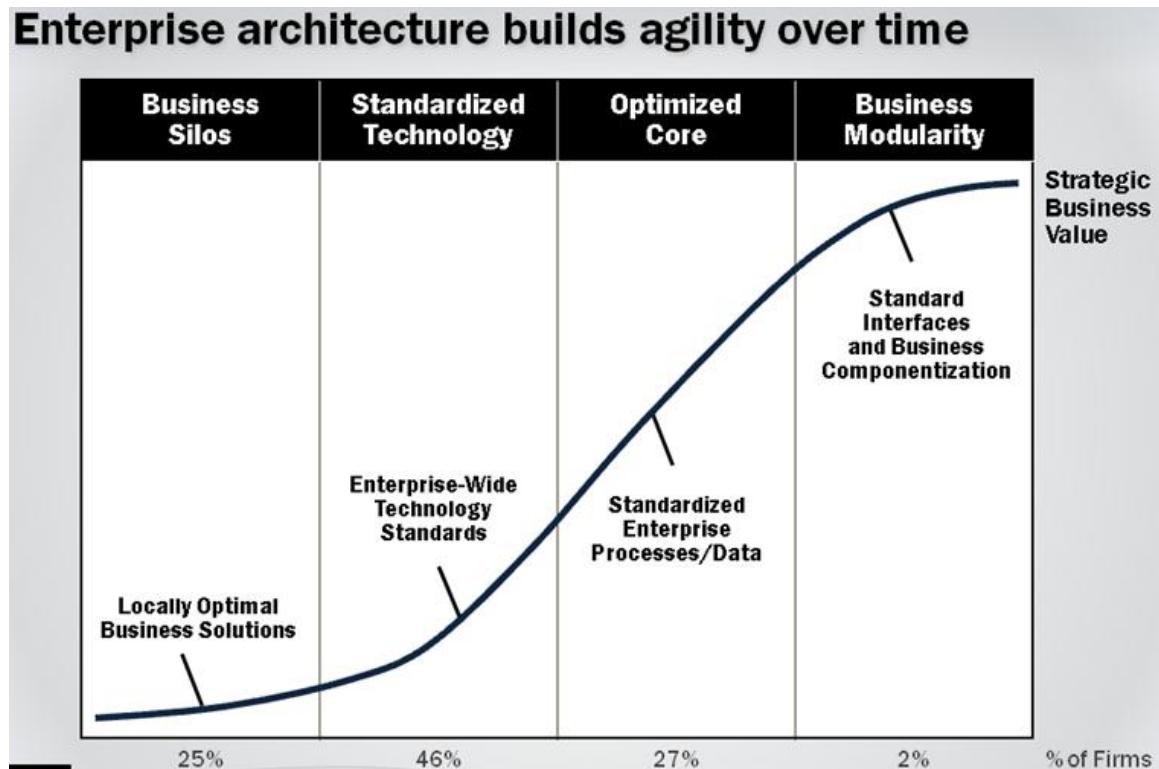 Enterprise architecture builds agility over time
Business
Silos
Standardized
Technology
Optimized
Core
Business
Modularity
Strategic
Business
Value
Standard
Interfaces
and Business
Componentization
Enterprise-Wide
Technology
Standards
Standardized
Enterprise
Processes/Data
Locally Optimal
Business Solutions
25%
46%
27%
2%
% of Firms